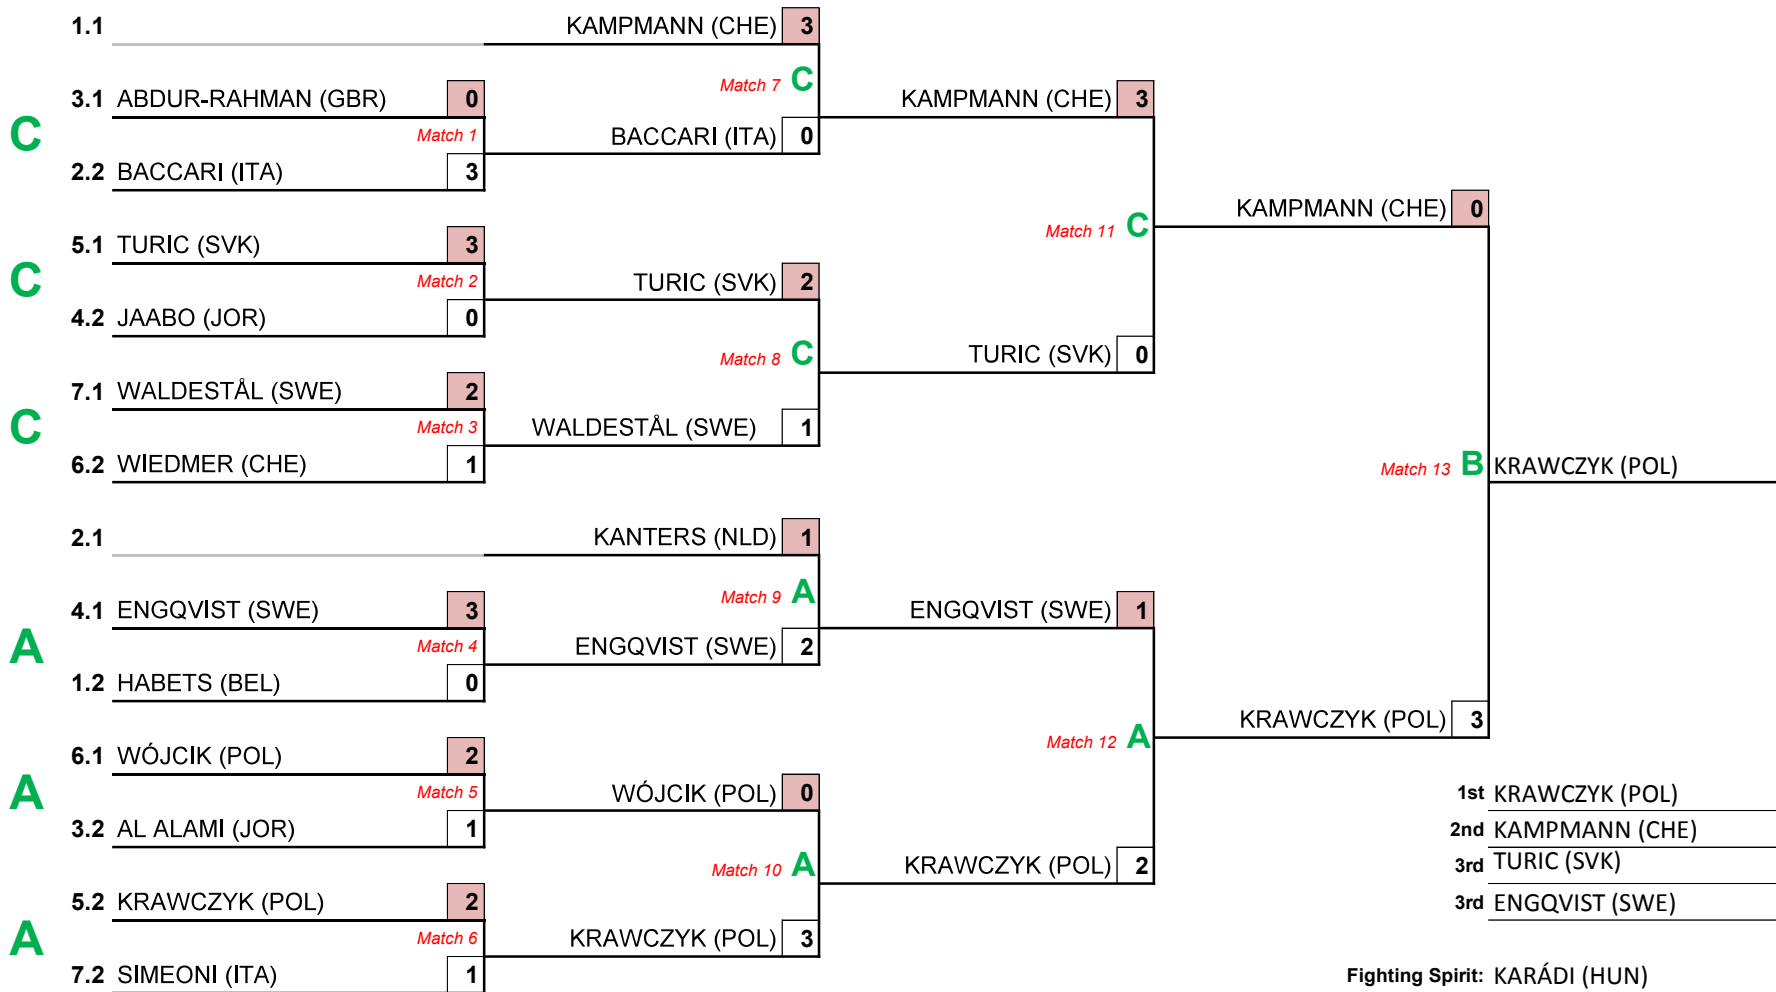 1.1
KAMPMANN (CHE) 3
Match 7 C
3.1 ABDUR-RAHMAN (GBR) 0
KAMPMANN (CHE) 3
C
Match 1
BACCARI (ITA) 0
2.2 BACCARI (ITA) 3
KAMPMANN (CHE) 0
Match 11 C
5.1 TURIC (SVK) 3
C
Match 2
TURIC (SVK) 2
4.2 JAABO (JOR) 0
Match 8 C
TURIC (SVK) 0
7.1 WALDESTÅL (SWE) 2
C
Match 3
WALDESTÅL (SWE) 1
6.2 WIEDMER (CHE) 1
Match 13 B
KRAWCZYK (POL)
2.1
KANTERS (NLD) 1
Match 9 A
4.1 ENGQVIST (SWE) 3
ENGQVIST (SWE) 1
A
Match 4
ENGQVIST (SWE) 2
1.2 HABETS (BEL) 0
KRAWCZYK (POL) 3
Match 12 A
6.1 WÓJCIK (POL) 2
A
Match 5
WÓJCIK (POL) 0
3.2 AL ALAMI (JOR) 1
Match 10 A
KRAWCZYK (POL) 2
5.2 KRAWCZYK (POL) 2
A
Match 6
KRAWCZYK (POL) 3
7.2 SIMEONI (ITA) 1
1st KRAWCZYK (POL)
2nd KAMPMANN (CHE)
3rd TURIC (SVK)
3rd ENGQVIST (SWE)
Fighting Spirit: KARÁDI (HUN)